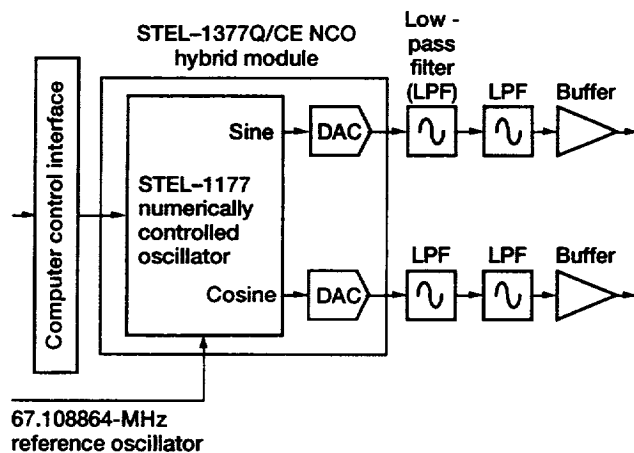 STEL–1377Q/CE NCO
hybrid module
Low -
pass
filter
(LPF)
LPF
Buffer
Computer control interface
Sine
DAC
STEL–1177
numerically
controlled
oscillator
Cosine
DAC
LPF
LPF
Buffer
67.108864-MHz
reference oscillator